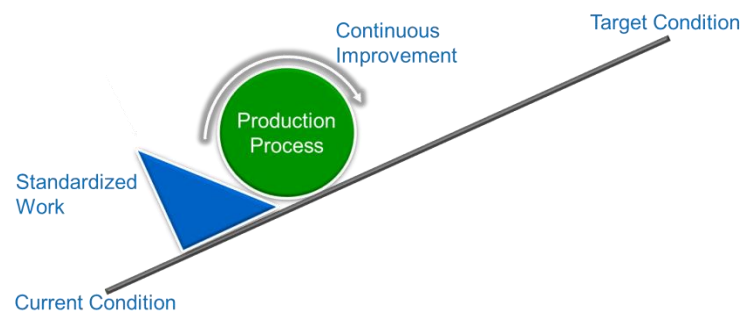 Target Condition
Continuous
Improvement
Production
Process
Standardized
Work
Current Condition